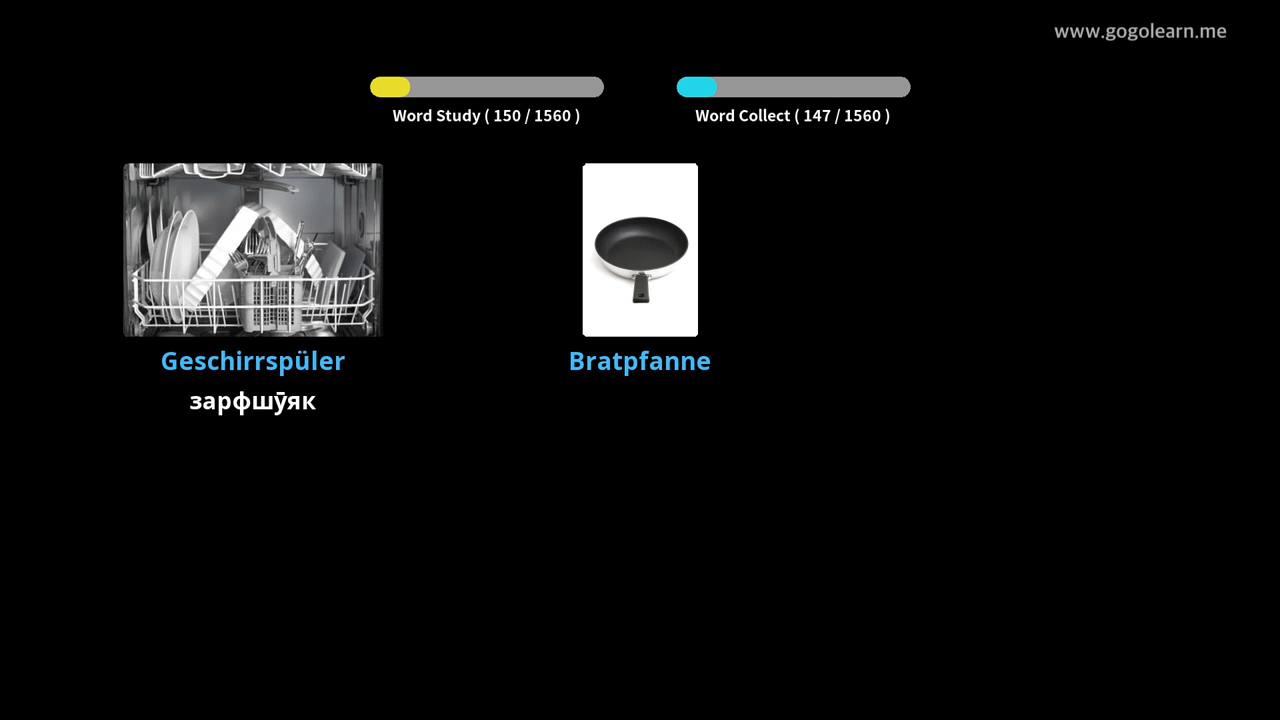 www.gogolearn.me
Word Study ( 150 / 1560 )
Word Collect ( 147 / 1560 )
Geschirrspüler
Bratpfanne
зарфшӯяк